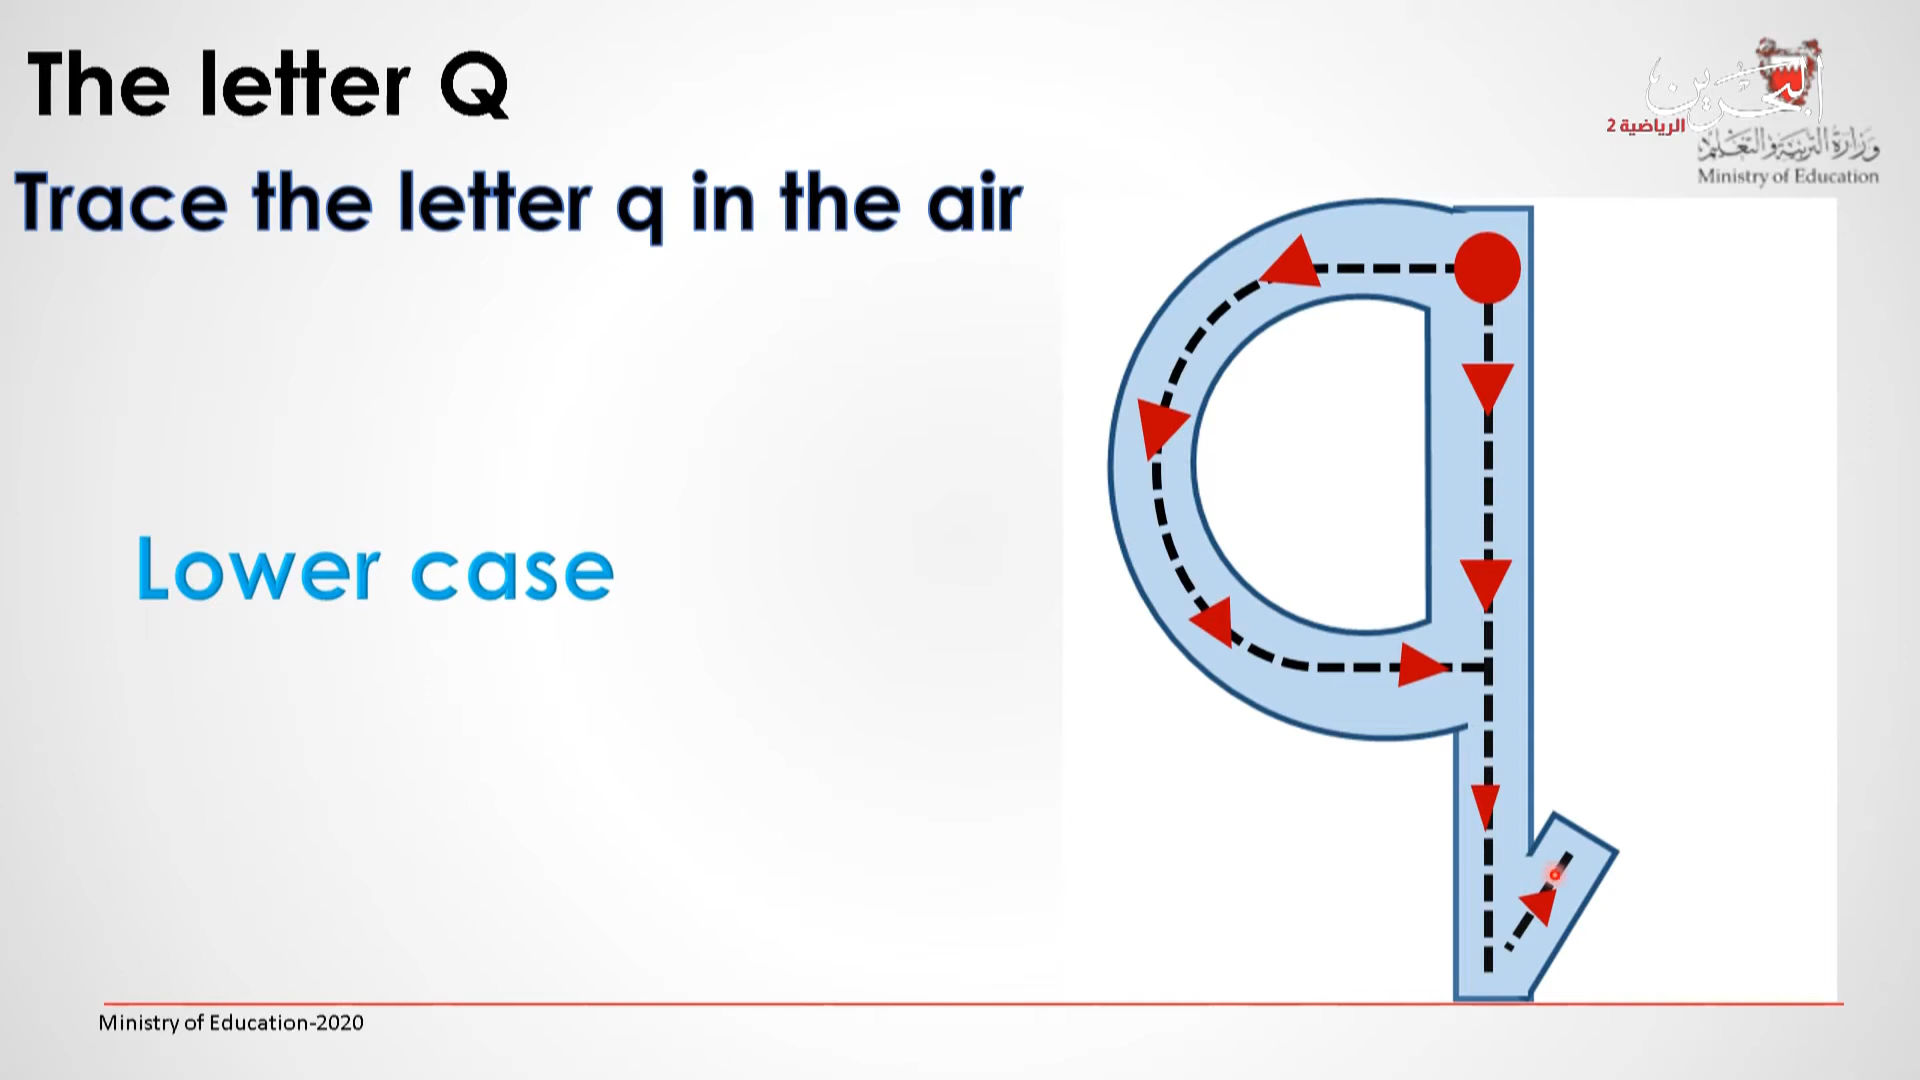 The letter Q
البحرين
الرياضية 2
وزارة التربية والتعليم
Ministry of Education
Trace the letter q in the air
Lower case
Ministry of Education-2020